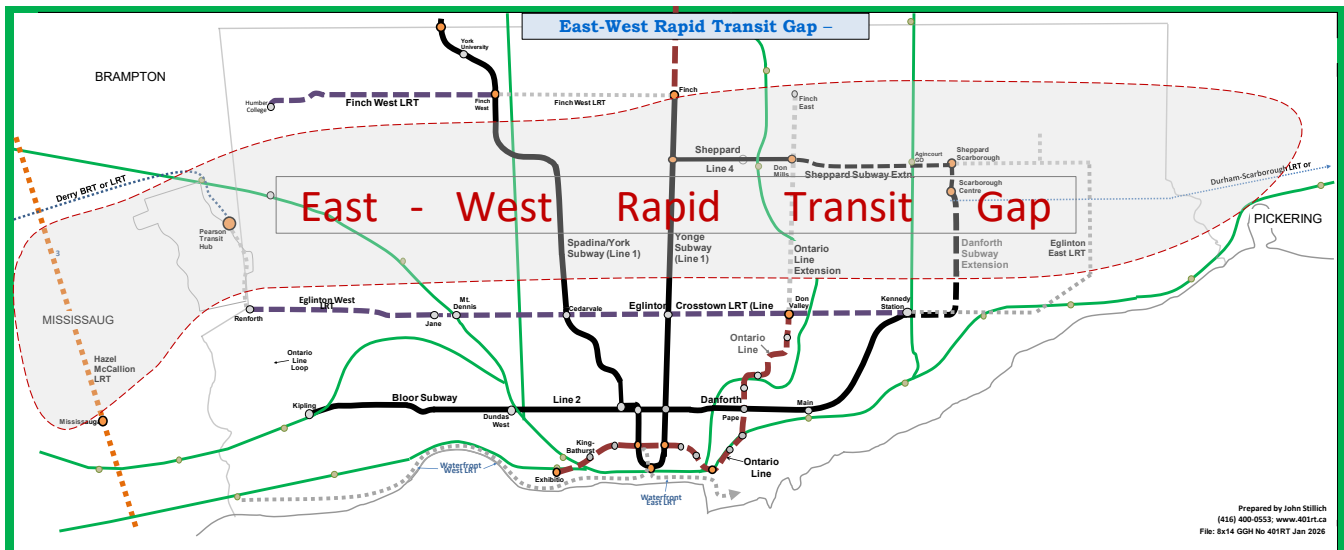 East-West Rapid Transit Gap –
York
University
BRAMPTON
Humber
College
Finch West LRT
Finch
West
Finch West LRT
Finch
Finch
East
Sheppard
Line 4
Don
Mills
Sheppard Subway Extn.
Agincourt
GO
Sheppard
Scarborough
Scarborough
Centre
Durham-Scarborough LRT or
Derry BRT or LRT
East - West Rapid Transit Gap
PICKERING
Pearson
Transit
Hub
3
Spadina/York
Subway (Line 1)
Yonge
Subway
(Line 1)
Ontario
Line
Extension
Danforth
Subway
Extension
Eglinton
East LRT
Eglinton West
LRT
Renforth
Jane
Mt.
Dennis
Cedarvale
Eglinton Crosstown LRT (Line
Don
Valley
Kennedy
Station
MISSISSAUG
Hazel
McCallion
LRT
Ontario
Line
Loop
Ontario
Line
Mississauga
Kipling
Bloor Subway
Dundas
West
Line 2
Danforth
Pape
Main
King-
Bathurst
Exhibitio
Ontario
Line
Waterfront
West LRT
Waterfront
East LRT
Prepared by John Stillich
(416) 400-0553; www.401rt.ca
File: 8x14 GGH No 401RT Jan 2026